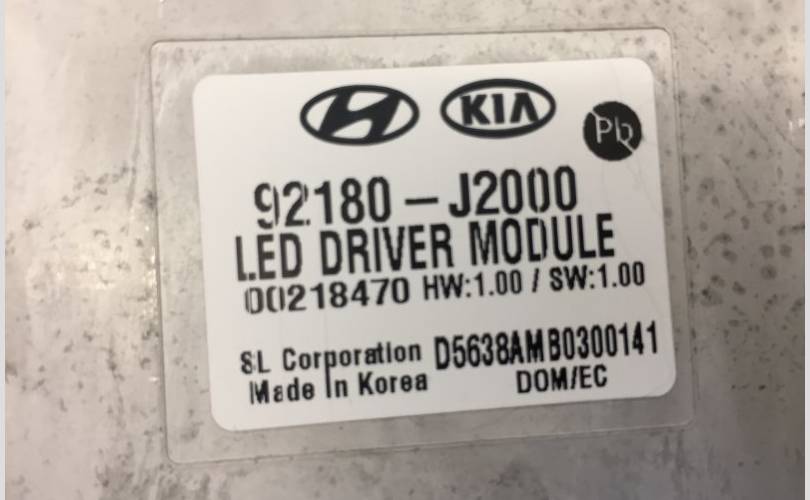 KIA
Pb
92180-J2000
LED DRIVER MODULE
00218470 HW:1.00 / SW:1.00
SL Corporation D5638AMB0300141
Made In Korea DOM/EC